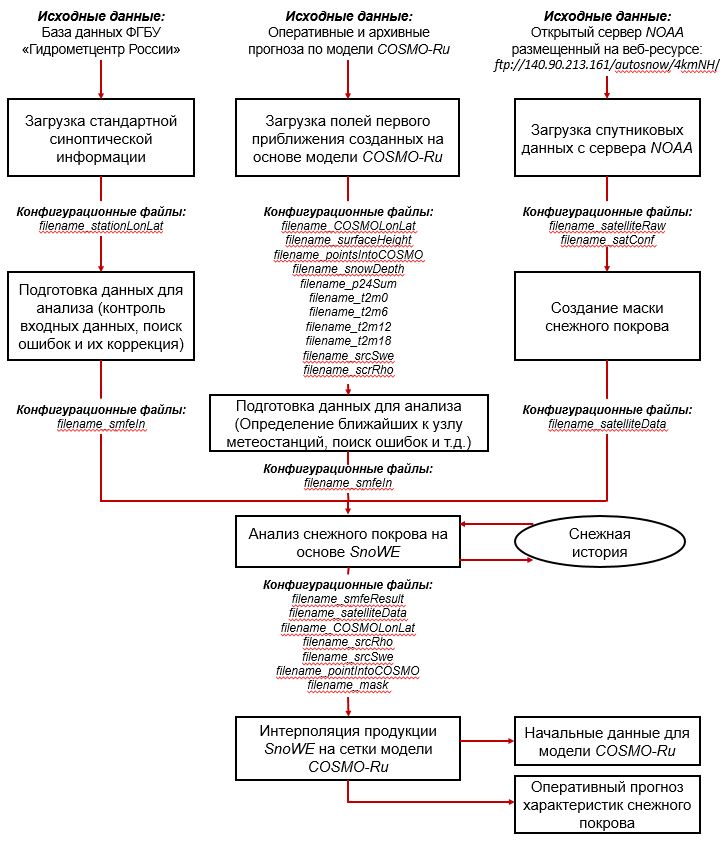 Исходные данные:
База данных ФГБУ
«Гидрометцентр России»
Исходные данные:
Оперативные и архивные
прогноза по модели COSMO-Ru
Исходные данные:
Открытый сервер NOAA
размещенный на веб-ресурсе:
ftp://140.90.213.161/autosnow/4kmNH/
Загрузка стандартной
синоптической
информации
Загрузка полей первого
приближения созданных на
основе модели COSMO-Ru
Загрузка спутниковых
данных с сервера NOAA
Конфигурационные файлы:
filename_stationLonLat
Конфигурационные файлы:
filename_COSMOLonLat
filename_surfaceHeight
filename_pointsIntoCOSMO
filename_snowDepth
filename_p24Sum
filename_t2m0
filename_t2m6
filename_t2m12
filename_t2m18
filename_srcSwe
filename_scrRho
Конфигурационные файлы:
filename_satelliteRaw
filename_satConf
Подготовка данных для
анализа (контроль
входных данных, поиск
ошибок и их коррекция)
Создание маски
снежного покрова
Конфигурационные файлы:
filename_smfeIn
Подготовка данных для анализа
(Определение ближайших к узлу
метеостанций, поиск ошибок и т.д.)
Конфигурационные файлы:
filename_satelliteData
Конфигурационные файлы:
filename_smfeIn
Анализ снежного покрова на
основе SnoWE
Снежная
история
Конфигурационные файлы:
filename_smfeResult
filename_satelliteData
filename_COSMOLonLat
filename_srcRho
filename_srcSwe
filename_pointIntoCOSMO
filename_mask
Интерполяция продукции
SnoWE на сетки модели
COSMO-Ru
Начальные данные для
модели COSMO-Ru
Оперативный прогноз
характеристик снежного
покрова